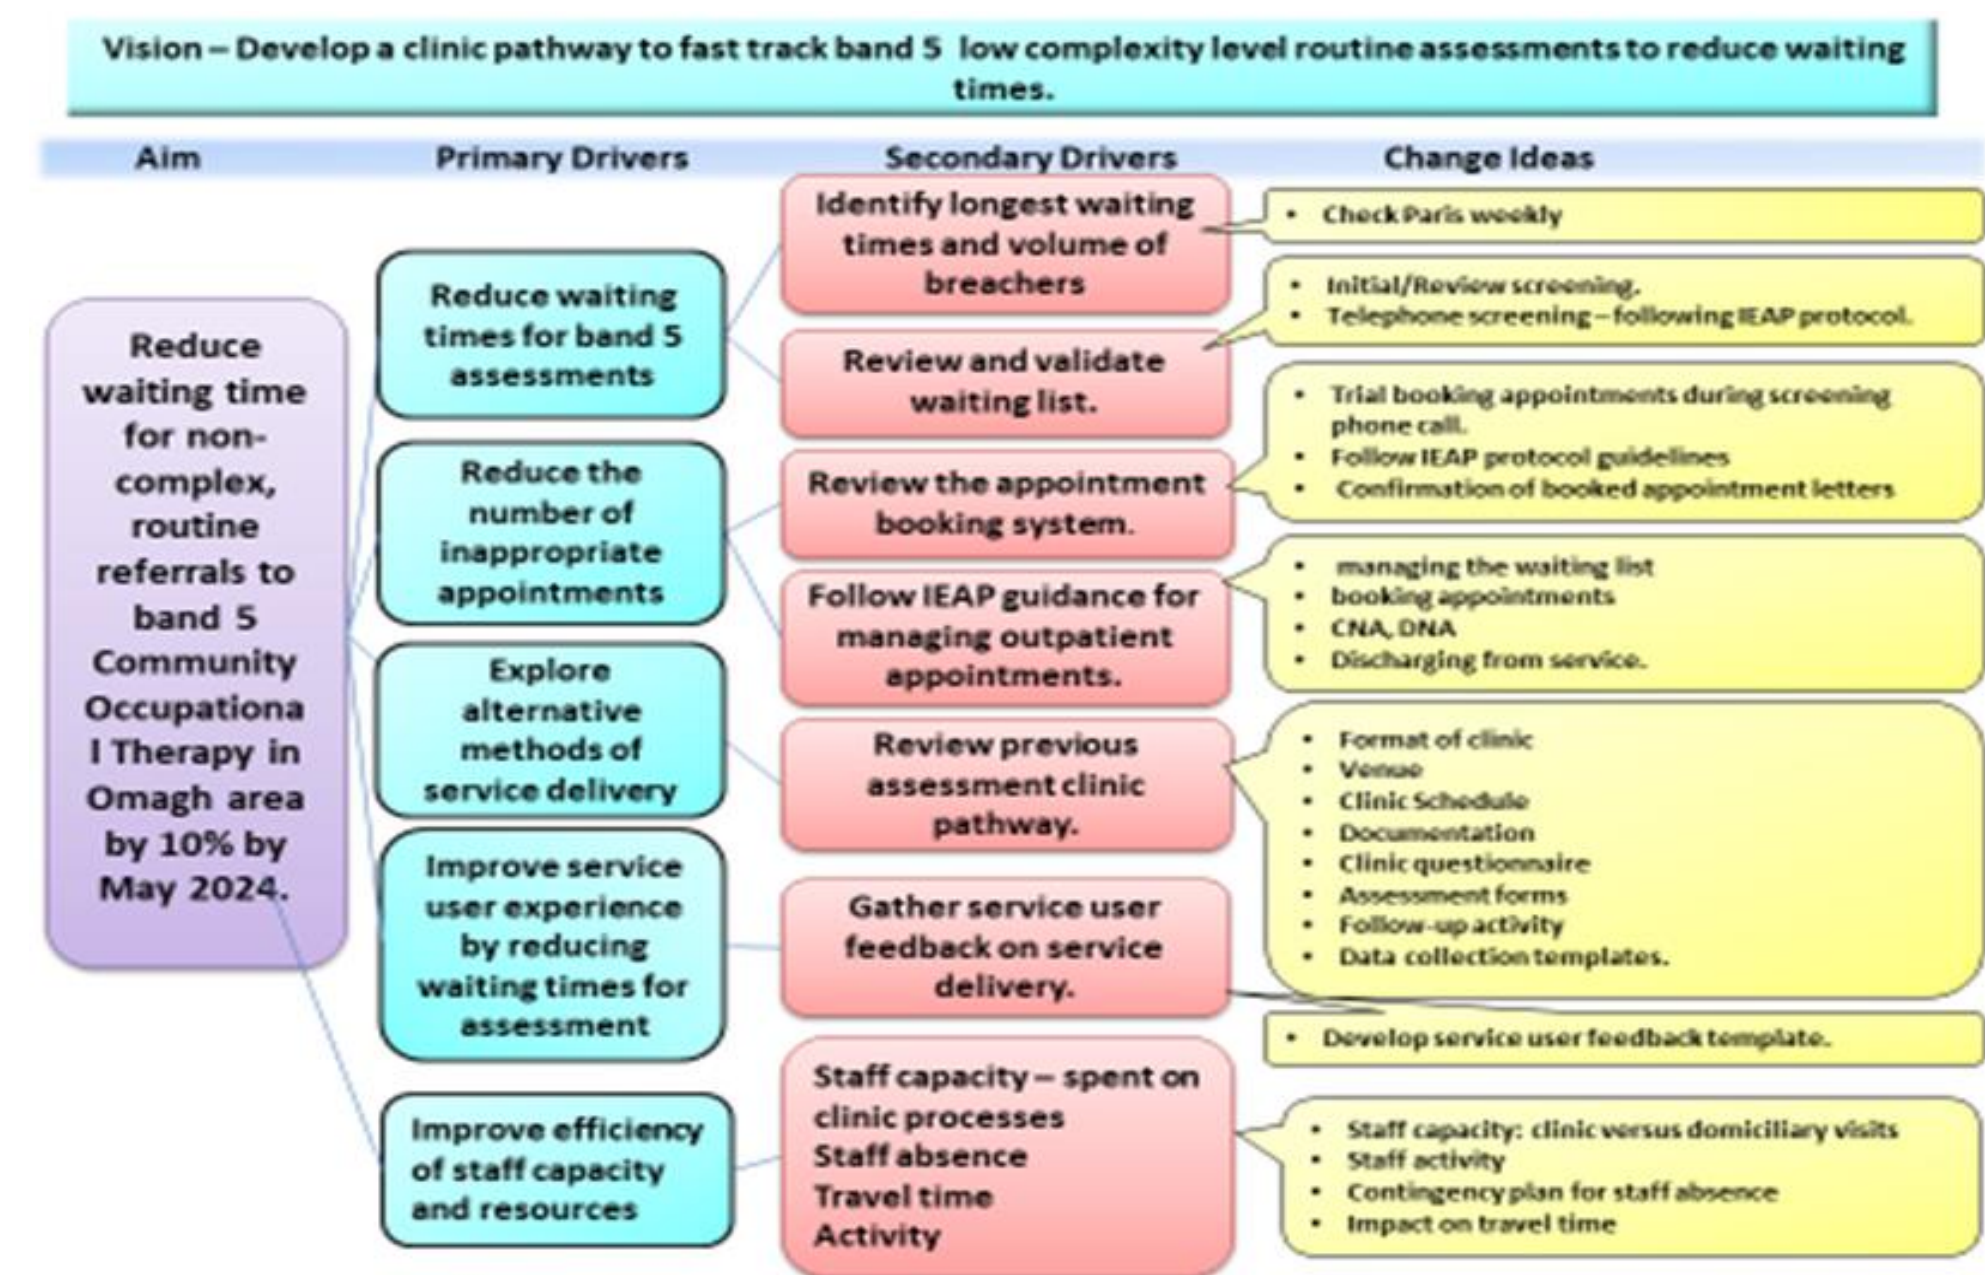 Vision – Develop a clinic pathway to fast track band 5 low complexity level routine assessments to reduce waiting
times.
Aim
Primary Drivers
Secondary Drivers
Change Ideas
Reduce
waiting time
for non-
complex,
routine
referrals to
band 5
Community
Occupationa
l Therapy in
Omagh area
by 10% by
May 2024.
Reduce waiting
times for band 5
assessments
Reduce the
number of
inappropriate
appointments
Explore
alternative
methods of
service delivery
Improve service
user experience
by reducing
waiting times for
assessment
Improve efficiency
of staff capacity
and resources
Identify longest waiting
times and volume of
breachers
Review and validate
waiting list.
Review the appointment
booking system.
Follow IEAP guidance for
managing outpatient
appointments.
Review previous
assessment clinic
pathway.
Gather service user
feedback on service
delivery.
Staff capacity – spent on
clinic processes
Staff absence
Travel time
Activity
• Check Paris weekly
• Initial/Review screening.
• Telephone screening – following IEAP protocol.
• Trial booking appointments during screening
phone call.
• Follow IEAP protocol guidelines
• Confirmation of booked appointment letters
• managing the waiting list
• booking appointments
• CNA, DNA
• Discharging from service.
• Format of clinic
• Venue
• Clinic Schedule
• Documentation
• Clinic questionnaire
• Assessment forms
• Follow-up activity
• Data collection templates.
• Develop service user feedback template.
• Staff capacity: clinic versus domiciliary visits
• Staff activity
• Contingency plan for staff absence
• Impact on travel time